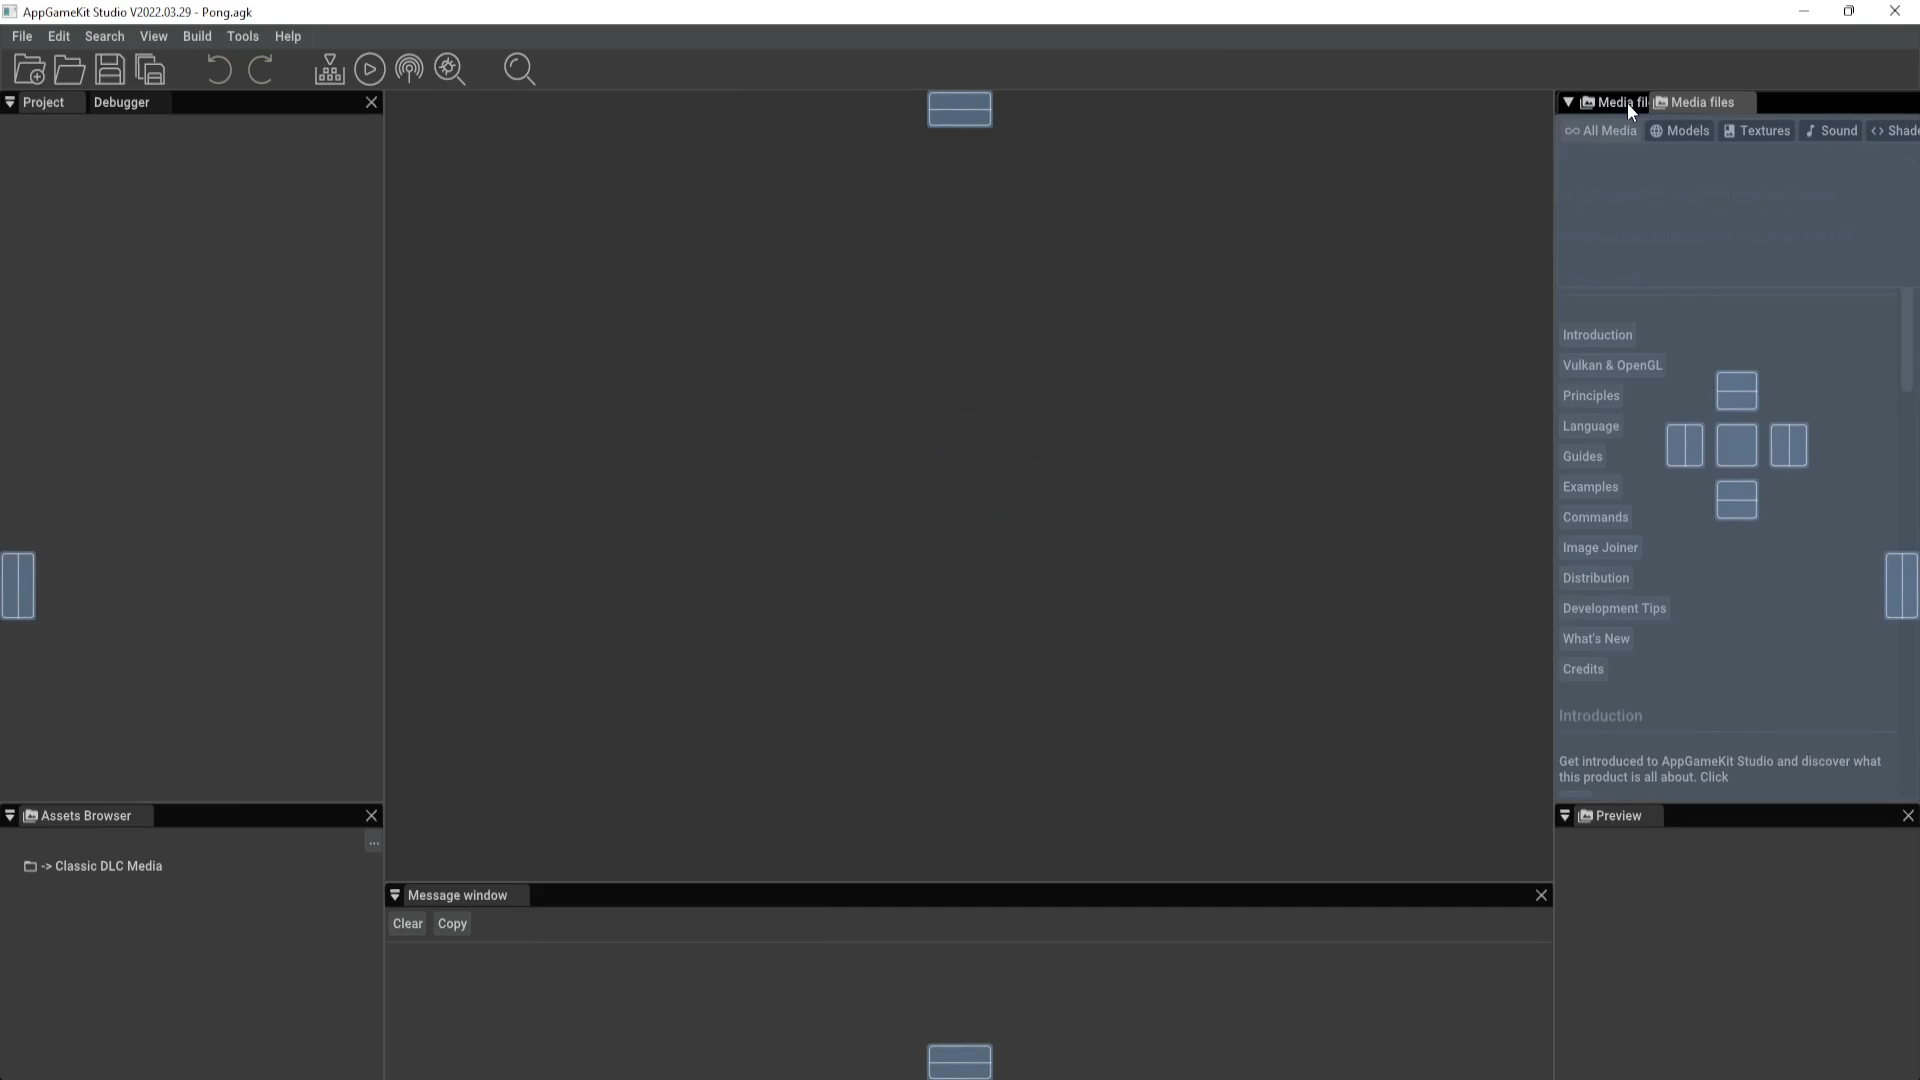 AppGameKit Studio V2022.03.29 - Pong.agk
File Edit Search View Build Tools Help
Project Debugger
Media fil Media files
All Media Models Textures Sound Shade
Introduction
Vulkan & OpenGL
Principles
Language
Guides
Examples
Commands
Image Joiner
Distribution
Development Tips
What's New
Credits
Introduction
Get introduced to AppGameKit Studio and discover what
this product is all about. Click
Assets Browser
...
-> Classic DLC Media
Message window
Clear Copy
Preview